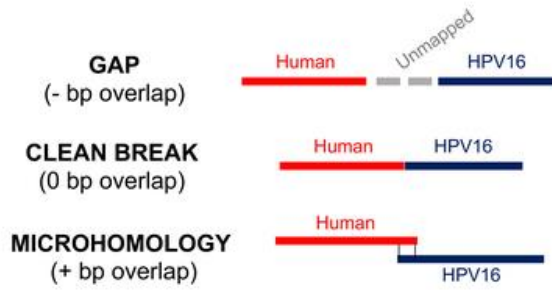 GAP
(- bp overlap)
Human
Unmapped
HPV16
CLEAN BREAK
(0 bp overlap)
Human
HPV16
MICROHOMOLOGY
(+ bp overlap)
Human
HPV16